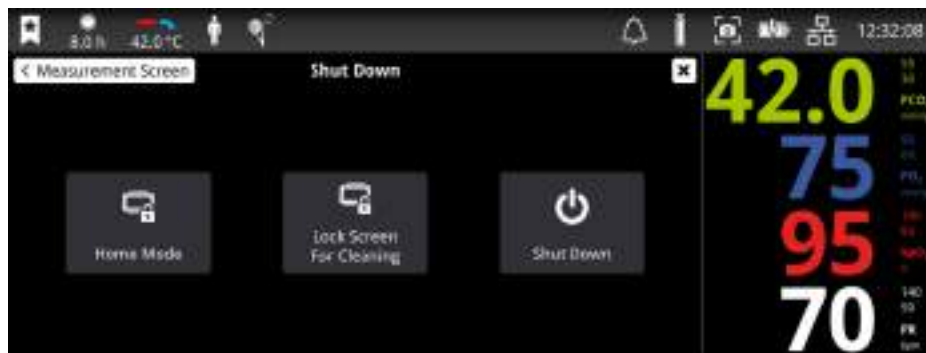 8.0 h
42.0°C
12:32:08
< Measurement Screen
Shut Down
Home Mode
Lock Screen
For Cleaning
Shut Down
42.0
75
95
70
140
50
PR